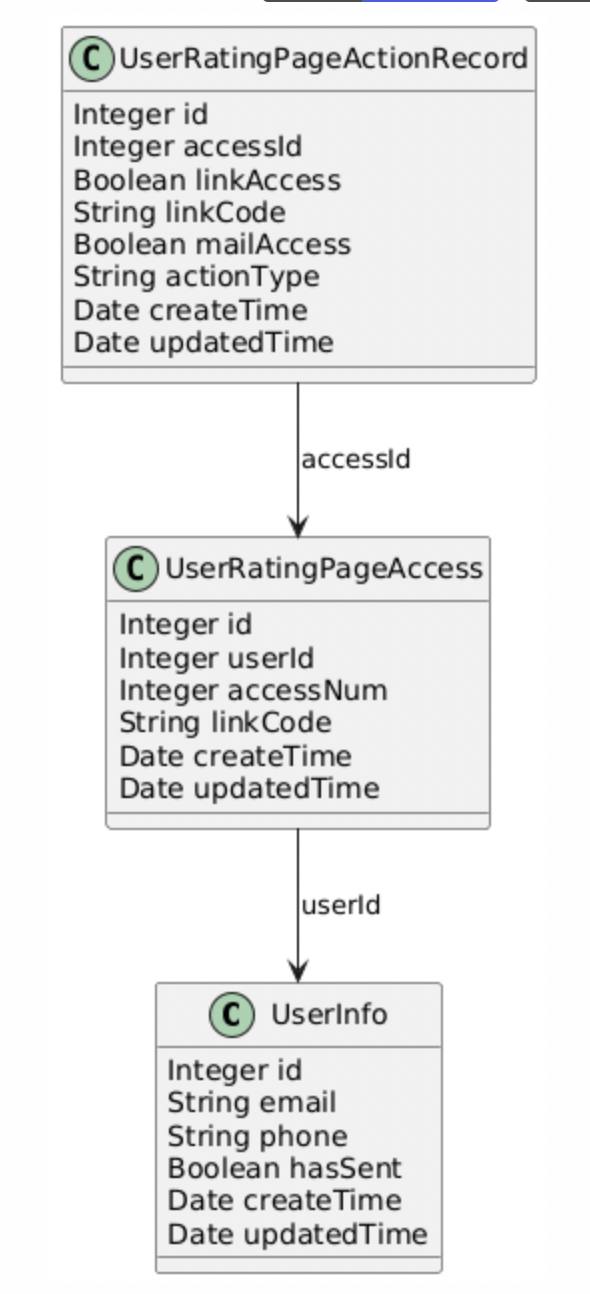 C UserRatingPageActionRecord
Integer id
Integer accessId
Boolean linkAccess
String linkCode
Boolean mailAccess
String actionType
Date createTime
Date updatedTime
accessId
C UserRatingPageAccess
Integer id
Integer userId
Integer accessNum
String linkCode
Date createTime
Date updatedTime
userId
C UserInfo
Integer id
String email
String phone
Boolean hasSent
Date createTime
Date updatedTime